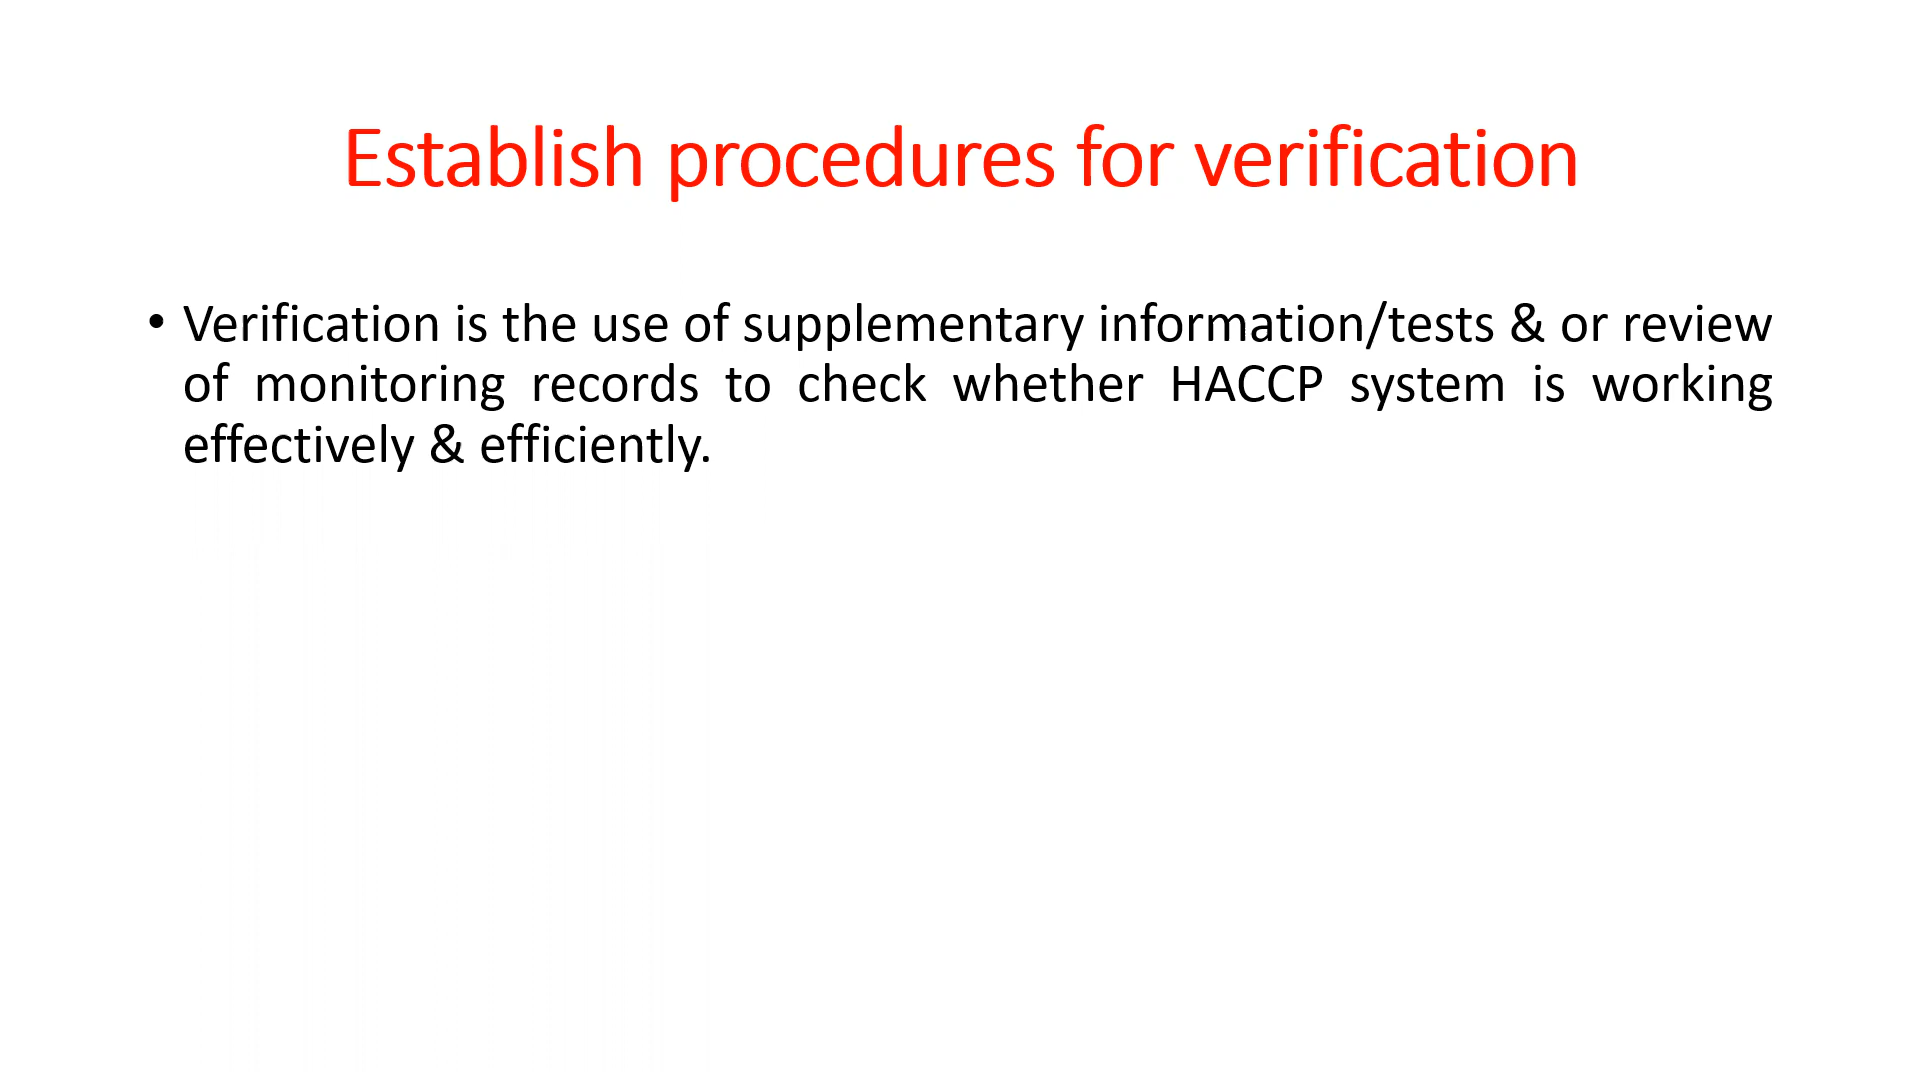 Establish procedures for verification
• Verification is the use of supplementary information/tests & or review
of monitoring records to check whether HACCP system is working
effectively & efficiently.